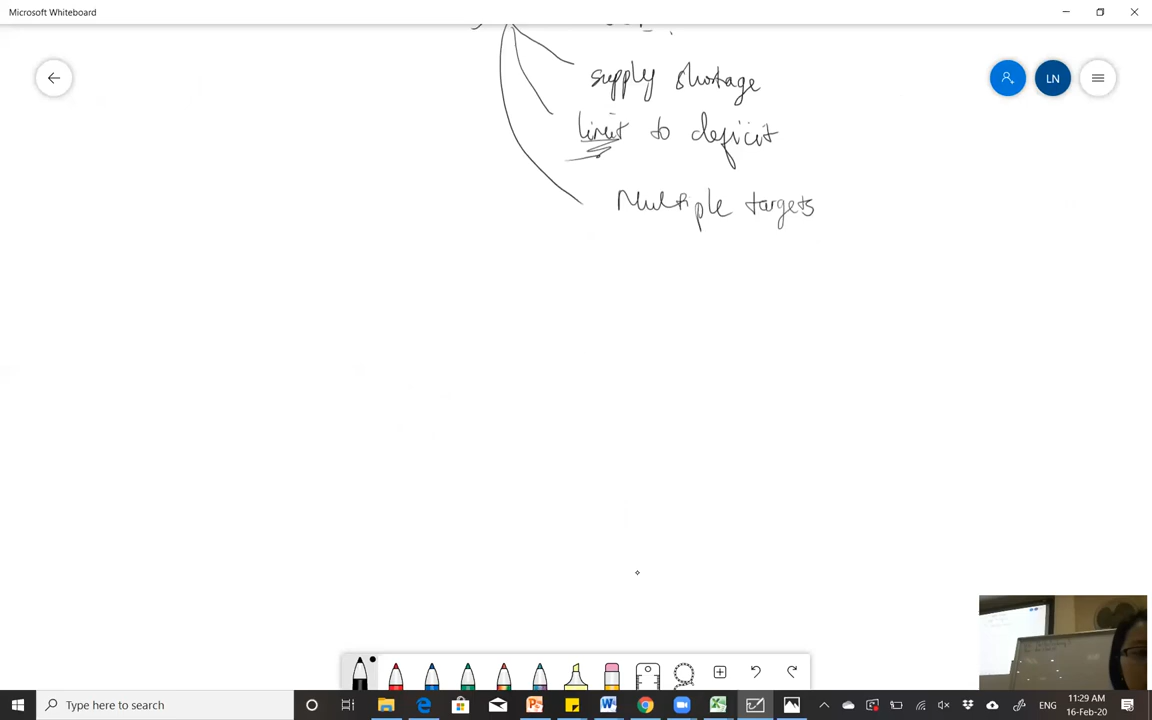 Microsoft Whiteboard
supply shortage
LN
limit to deficit
Multiple targets
Type here to search
ENG
11:29 AM
16-Feb-20